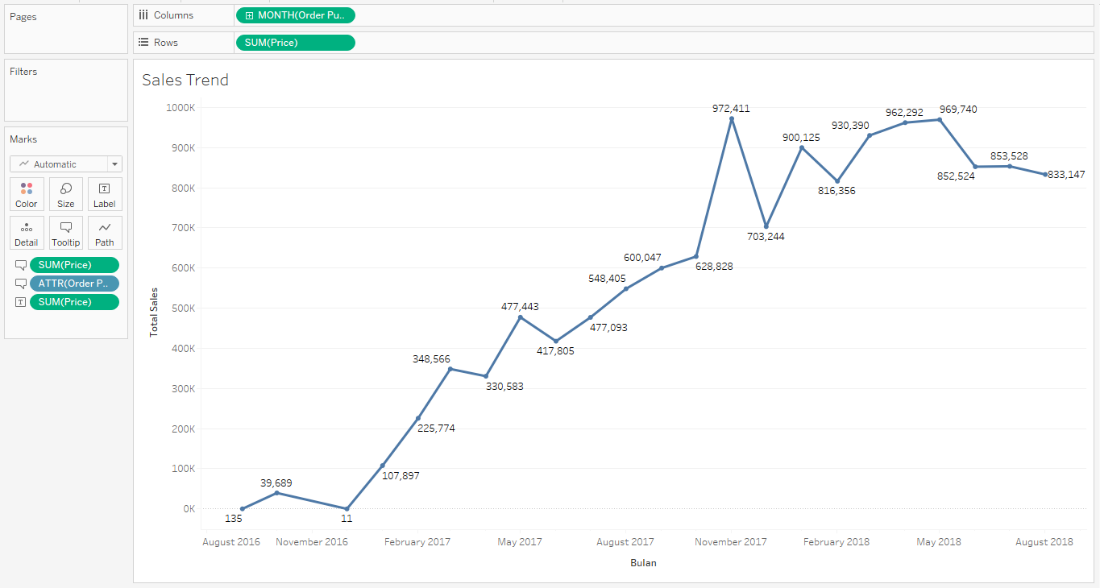 Pages
Columns
MONTH(Order Pu..
Rows
SUM(Price)
Filters
Marks
Automatic
Color
Size
Label
Detail
Tooltip
Path
SUM(Price)
ATTR(Order P..
SUM(Price)
Sales Trend
Total Sales
1000K
900K
800K
700K
600K
500K
400K
300K
200K
100K
0K
135
39,689
11
107,897
225,774
348,566
330,583
477,443
417,805
477,093
548,405
600,047
628,828
972,411
703,244
900,125
816,356
930,390
962,292
969,740
852,524
853,528
833,147
August 2016
November 2016
February 2017
May 2017
August 2017
November 2017
February 2018
May 2018
August 2018
Bulan